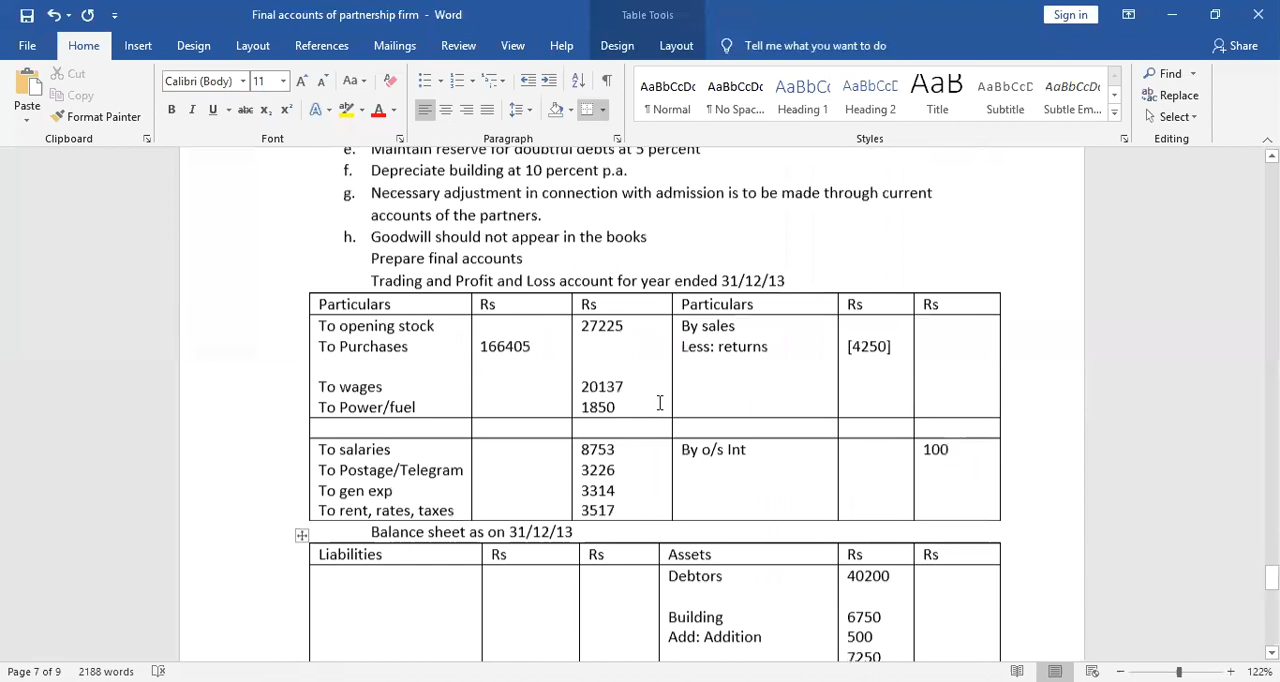 Final accounts of partnership firm - Word
Table Tools
Sign in
File Home Insert Design Layout References Mailings Review View Help Design Layout Tell me what you want to do Share
Paste
Cut
Copy
Format Painter
Clipboard
Calibri (Body) 11
Aa
B I U abc X₂ X² A A
Font
Paragraph
AaBbCcDc AaBbCcDc AaBbCc AaBbCcD AaB AaBbCcD AaBbCcDc
¶ Normal ¶ No Spac... Heading 1 Heading 2 Title Subtitle Subtle Em...
Styles
Find
Replace
Select
Editing
e. Maintain reserve for doubtful debts at 5 percent
f. Depreciate building at 10 percent p.a.
g. Necessary adjustment in connection with admission is to be made through current
accounts of the partners.
h. Goodwill should not appear in the books
Prepare final accounts
Trading and Profit and Loss account for year ended 31/12/13
Particulars Rs Rs Particulars Rs Rs
To opening stock 27225 By sales
To Purchases 166405 Less: returns [4250]
To wages 20137
To Power/fuel 1850
To salaries 8753 By o/s Int 100
To Postage/Telegram 3226
To gen exp 3314
To rent, rates, taxes 3517
Balance sheet as on 31/12/13
Liabilities Rs Rs Assets Rs Rs
Debtors 40200
Building 6750
Add: Addition 500
7250
Page 7 of 9 2188 words 122%